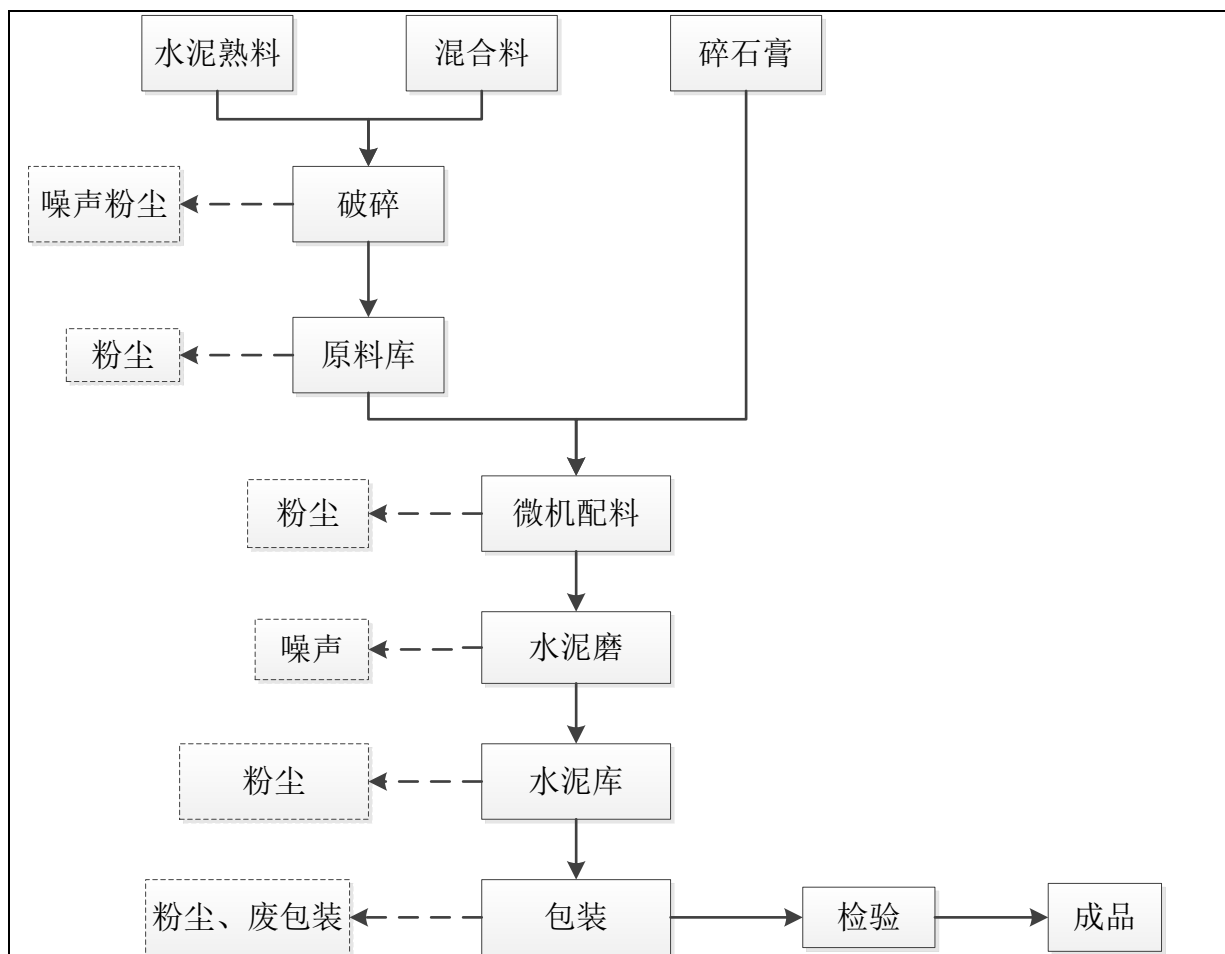 水泥熟料
混合料
碎石膏
噪声粉尘
破碎
粉尘
原料库
粉尘
微机配料
噪声
水泥磨
粉尘
水泥库
粉尘、废包装
包装
检验
成品